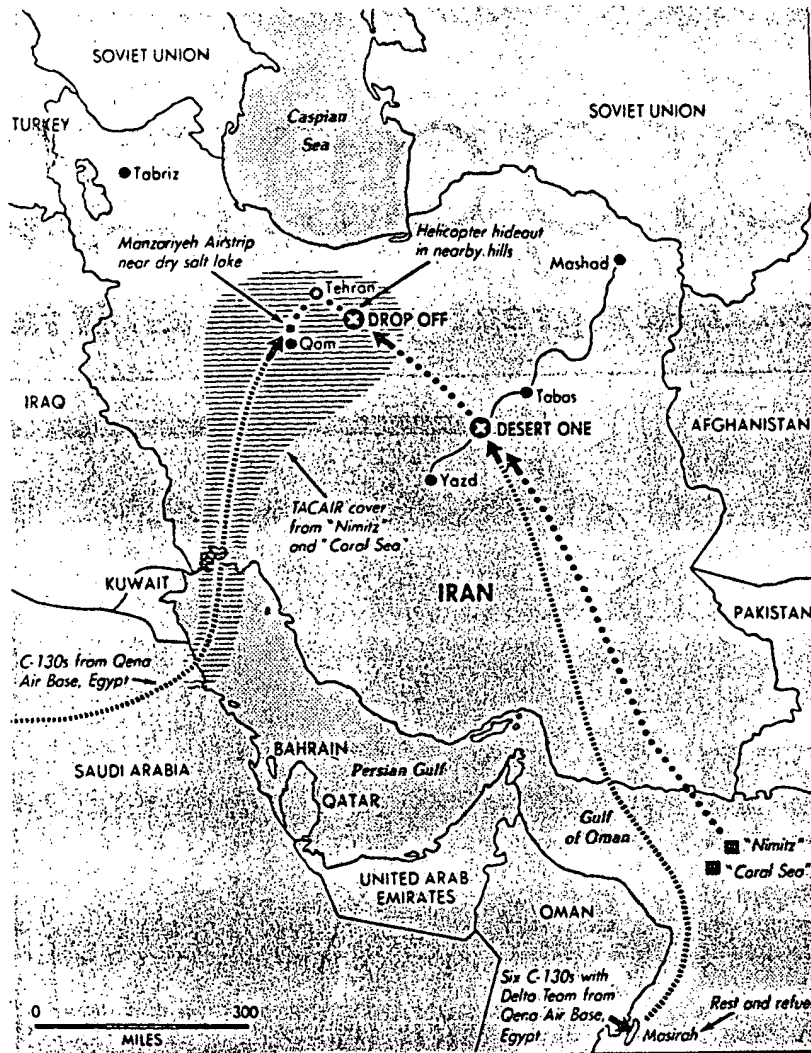 SOVIET UNION
Caspian
Sea
SOVIET UNION
TURKEY
Tabriz
Manzariyeh Airstrip
near dry salt lake
Helicopter hideout
in nearby hills
Mashad
Tehran
DROP OFF
Qom
IRAQ
Tabas
AFGHANISTAN
DESERT ONE
Yazd
TACAIR cover
from "Nimitz"
and "Coral Sea"
KUWAIT
IRAN
PAKISTAN
C-130s from Qena
Air Base, Egypt
BAHRAIN
SAUDI ARABIA
Persian Gulf
QATAR
Gulf
of Oman
"Nimitz"
"Coral Sea"
UNITED ARAB
EMIRATES
OMAN
Six C-130s with
Delta Team from
Qena Air Base,
Egypt
Rest and refue
Masirah
0 300
MILES